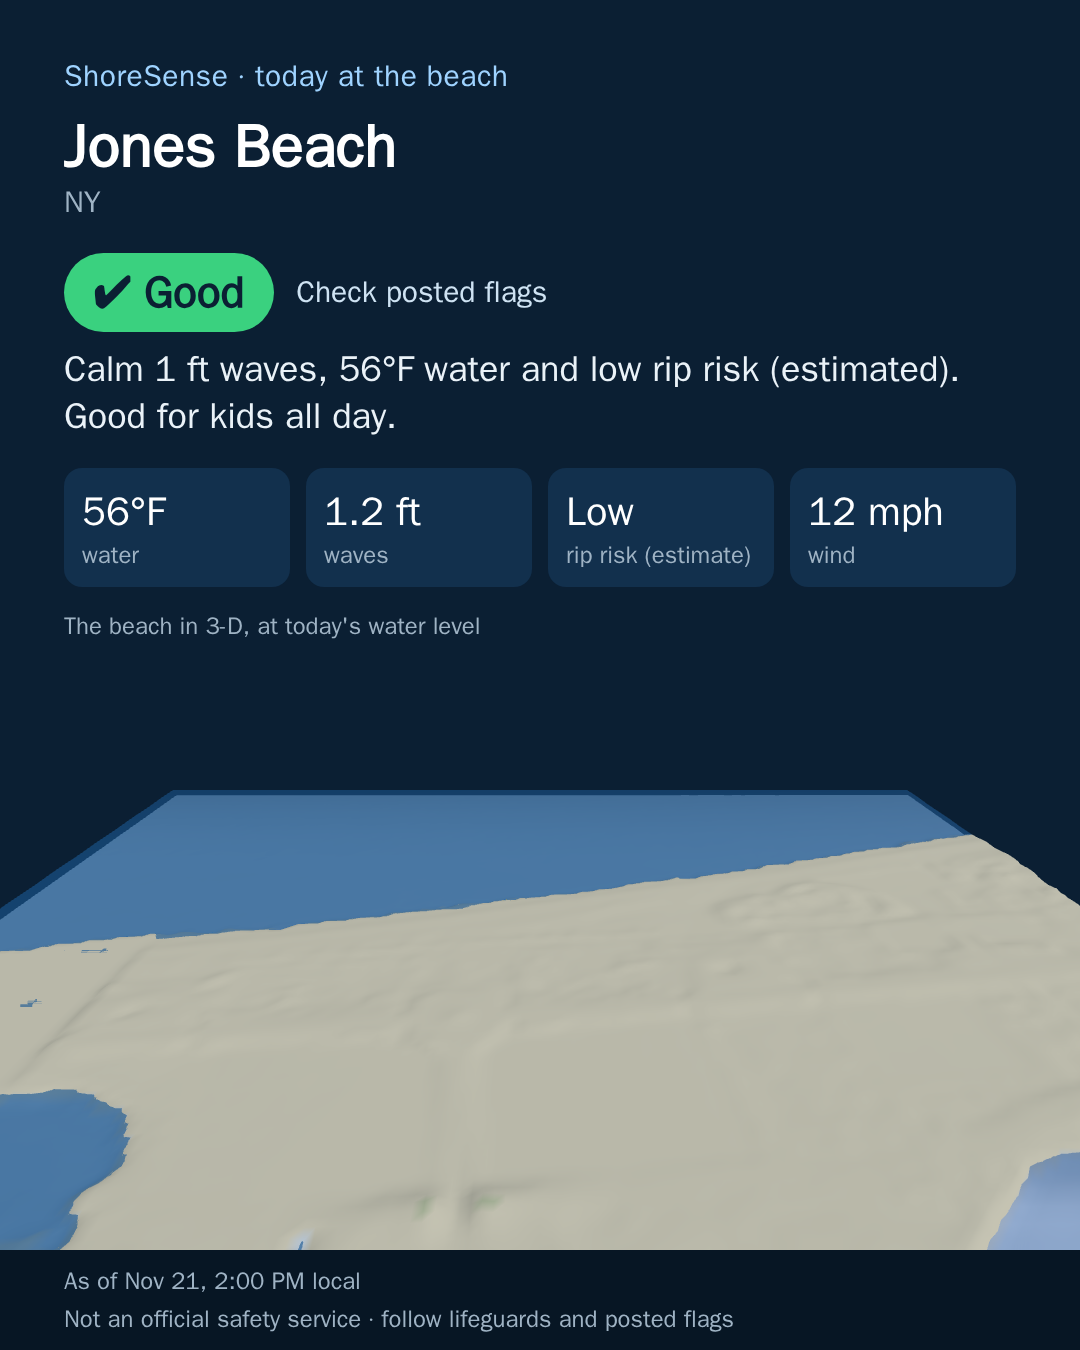 ShoreSense · today at the beach
Jones Beach
NY
✔ Good
Check posted flags
Calm 1 ft waves, 56°F water and low rip risk (estimated).
Good for kids all day.
56°F
water
1.2 ft
waves
Low
rip risk (estimate)
12 mph
wind
The beach in 3-D, at today's water level
As of Nov 21, 2:00 PM local
Not an official safety service · follow lifeguards and posted flags